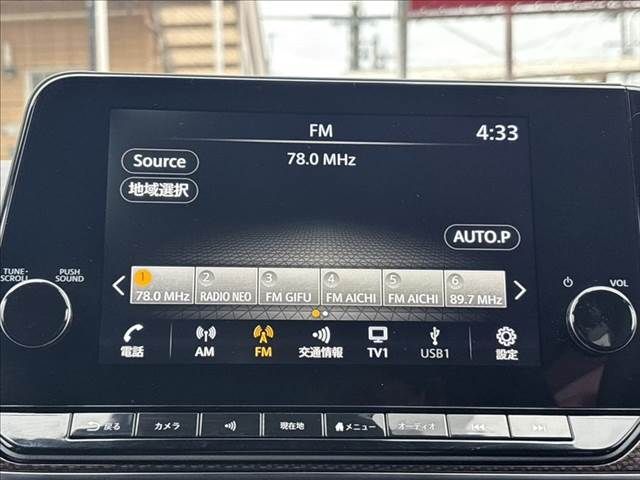 FM
4:33
Source
78.0 MHz
地域選択
AUTO.P
TUNE・ SCROLL
PUSH SOUND
VOL
1
2
3
4
5
6
78.0 MHz
RADIO NEO
FM GIFU
FM AICHI
FM AICHI
89.7 MHz
電話
AM
FM
交通情報
TV1
USB1
設定
戻る
カメラ
現在地
メニュー
オーディオ